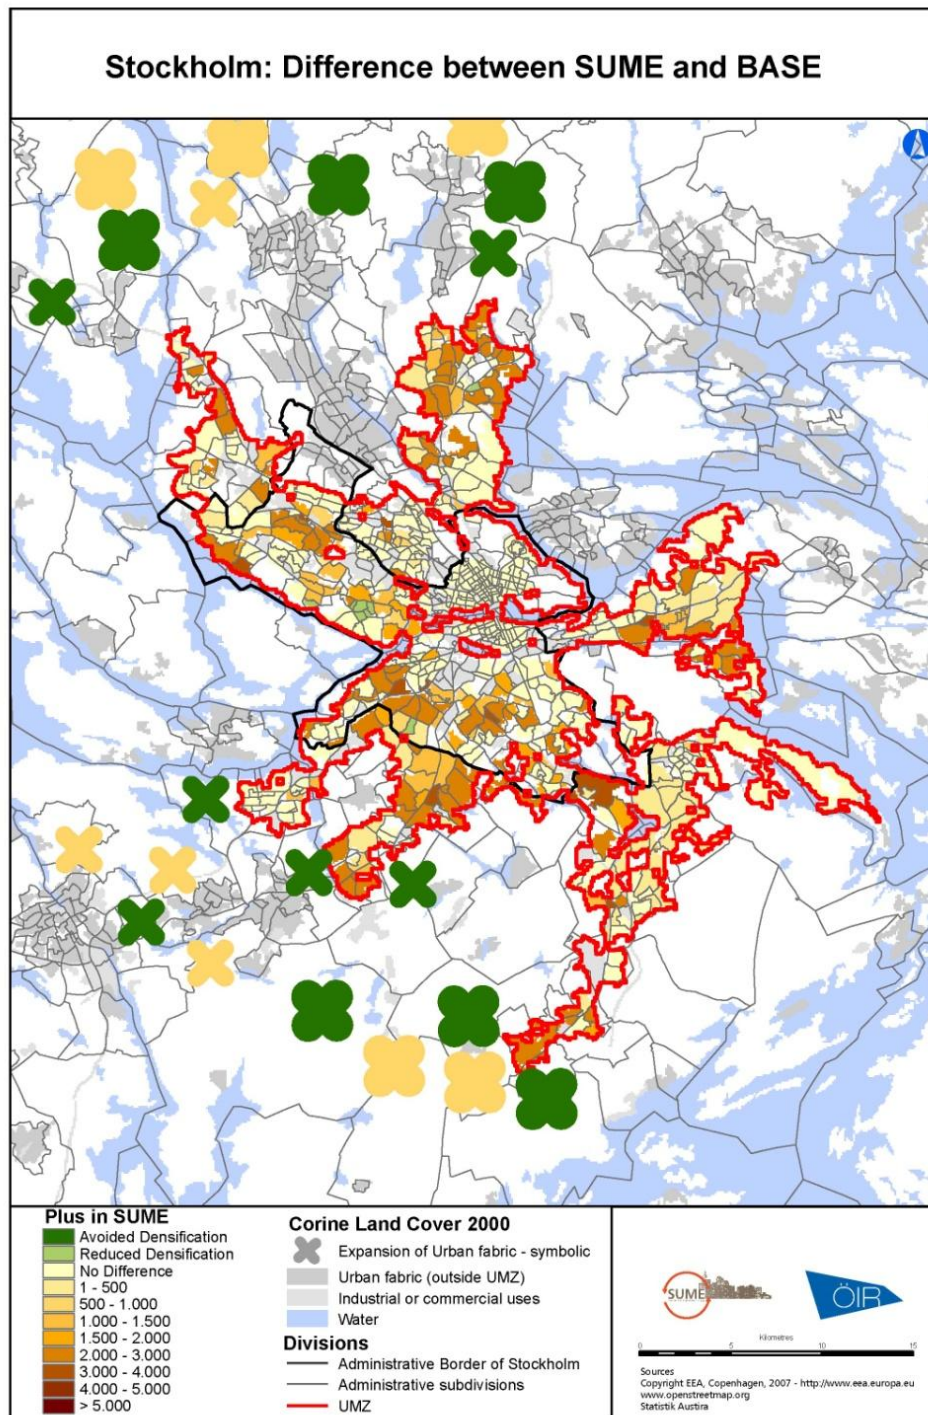 Stockholm: Difference between SUME and BASE
Plus in SUME
Avoided Densification
Reduced Densification
No Difference
1 - 500
500 - 1.000
1.000 - 1.500
1.500 - 2.000
2.000 - 3.000
3.000 - 4.000
4.000 - 5.000
> 5.000
Corine Land Cover 2000
Expansion of Urban fabric - symbolic
Urban fabric (outside UMZ)
Industrial or commercial uses
Water
Divisions
Administrative Border of Stockholm
Administrative subdivisions
UMZ
SUME
ÖIR
Kilometres
0 5 10 15
Sources
Copyright EEA, Copenhagen, 2007 - http://www.eea.europa.eu
www.openstreetmap.org
Statistik Austira